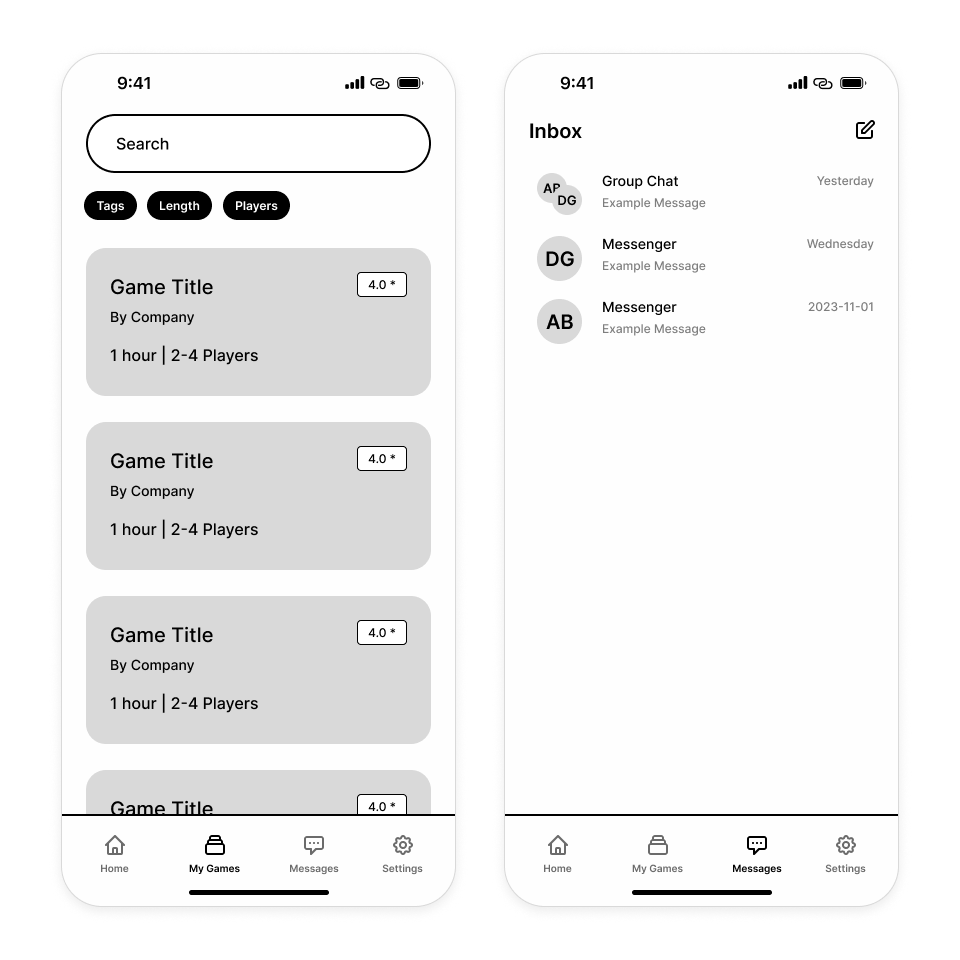 9:41
Search
Tags Length Players
Game Title 4.0 *
By Company
1 hour | 2-4 Players
Game Title 4.0 *
By Company
1 hour | 2-4 Players
Game Title 4.0 *
By Company
1 hour | 2-4 Players
Game Title 4.0 *
Home My Games Messages Settings
9:41
Inbox
AB DG Group Chat Yesterday
Example Message
DG Messenger Wednesday
Example Message
AB Messenger 2023-11-01
Example Message
Home My Games Messages Settings